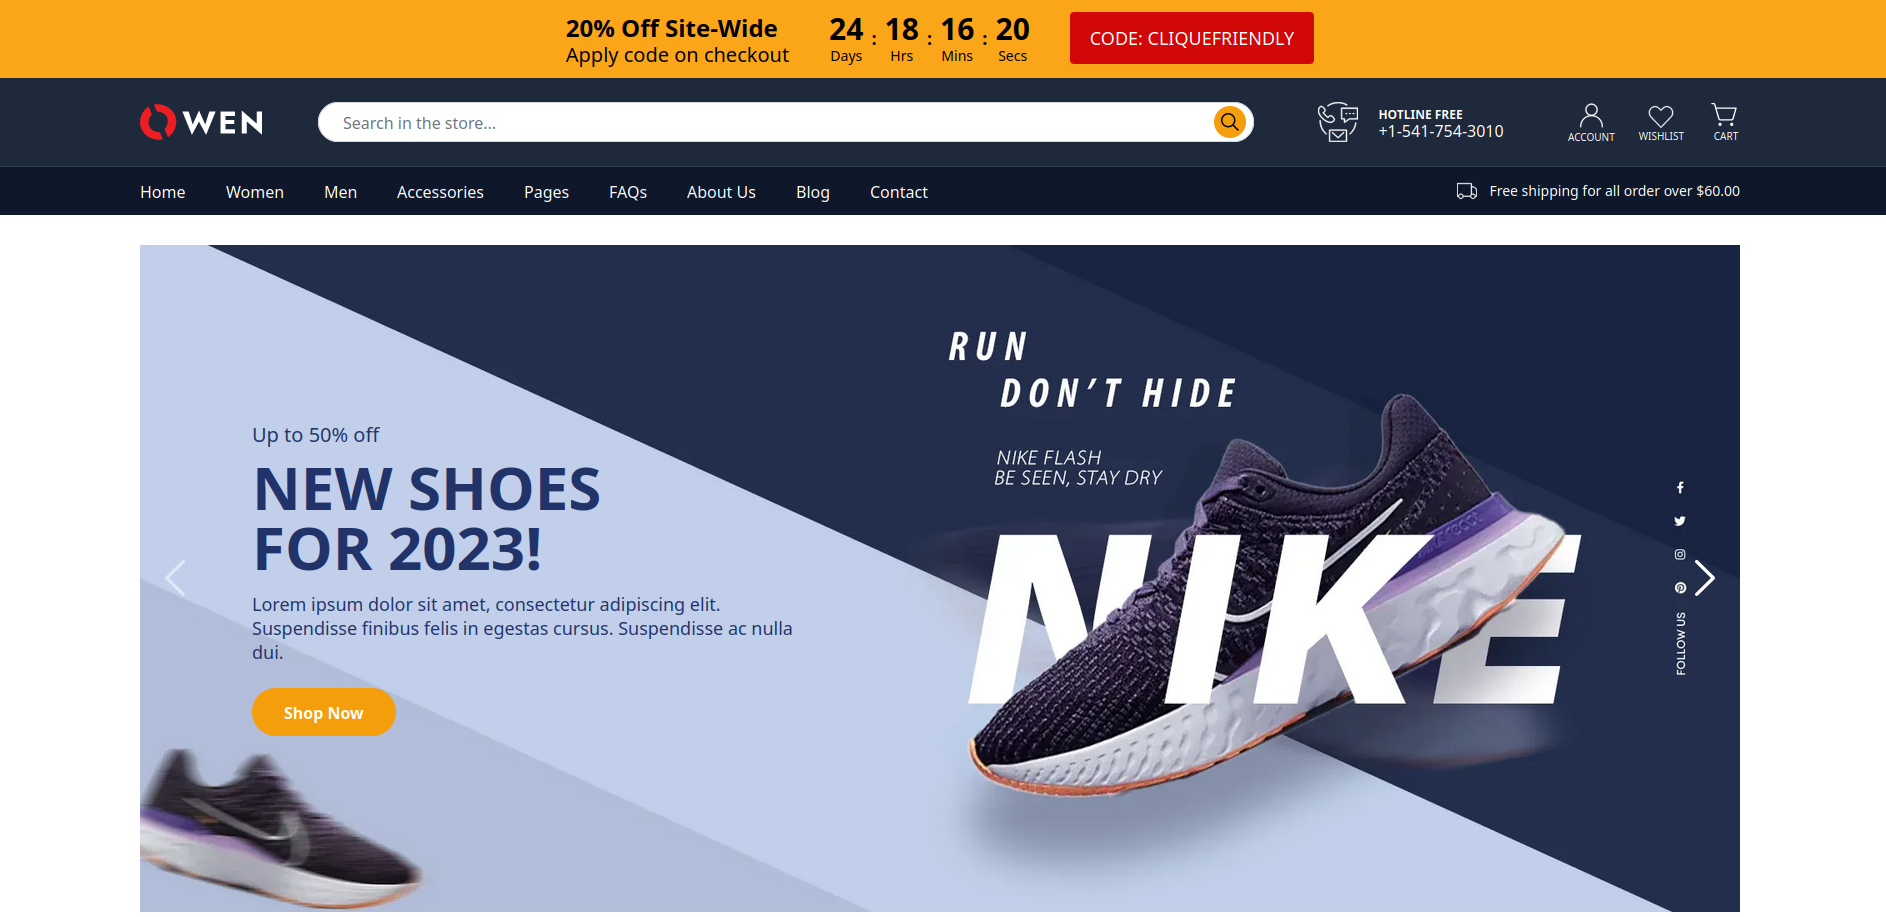 20% Off Site-Wide
Apply code on checkout
24 : 18 : 16 : 20
Days Hrs Mins Secs
CODE: CLIQUEFRIENDLY
WEN
Search in the store...
HOTLINE FREE
+1-541-754-3010
ACCOUNT
WISHLIST
CART
Home Women Men Accessories Pages FAQs About Us Blog Contact
Free shipping for all order over $60.00
Up to 50% off
NEW SHOES
FOR 2023!
Lorem ipsum dolor sit amet, consectetur adipiscing elit.
Suspendisse finibus felis in egestas cursus. Suspendisse ac nulla
dui.
Shop Now
RUN
DON'T HIDE
NIKE FLASH
BE SEEN, STAY DRY
NIKE
FOLLOW US